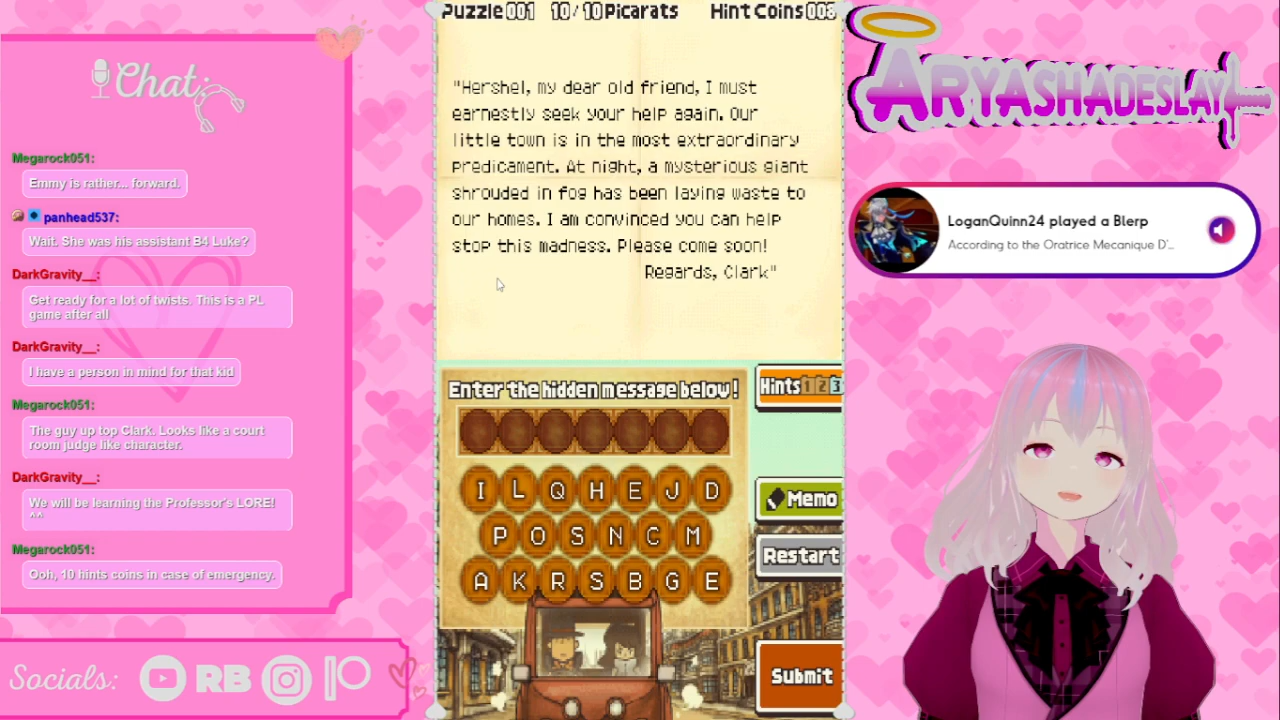 Chat
Megarock051:
Emmy is rather... forward.
panhead537:
Wait. She was his assistant B4 Luke?
DarkGravity__:
Get ready for a lot of twists. This is a PL
game after all
DarkGravity__:
I have a person in mind for that kid
Megarock051:
The guy up top Clark. Looks like a court
room judge like character.
DarkGravity__:
We will be learning the Professor's LORE!
^^
Megarock051:
Ooh, 10 hints coins in case of emergency.
Socials:
RB
Puzzle 001 10/10 Picarats Hint Coins 003
"Hershel, my dear old friend, I must
earnestly seek your help again. Our
little town is in the most extraordinary
predicament. At night, a mysterious giant
shrouded in fog has been laying waste to
our homes. I am convinced you can help
stop this madness. Please come soon!
Regards, Clark"
Enter the hidden message below!
Hints 1 2 3
I L Q H E J D
P O S N C M
A K R S B G E
Memo
Restart
Submit
ARYASHADESLAY
LoganQuinn24 played a Blerp
According to the Oratrice Mecanique D'...